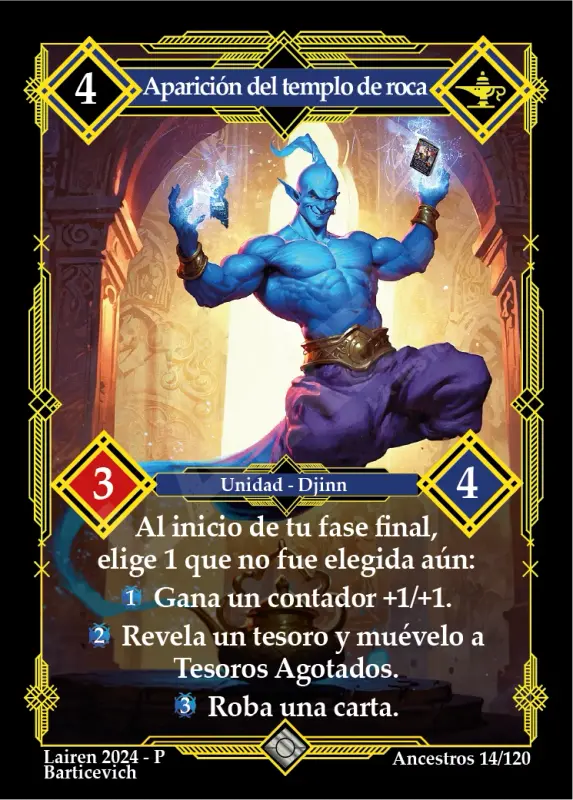 4
Aparición del templo de roca
3
Unidad - Djinn
4
Al inicio de tu fase final,
elige 1 que no fue elegida aún:
1 Gana un contador +1/+1.
2 Revela un tesoro y muévelo a
Tesoros Agotados.
3 Roba una carta.
Lairen 2024 - P
Barticevich
Ancestros 14/120